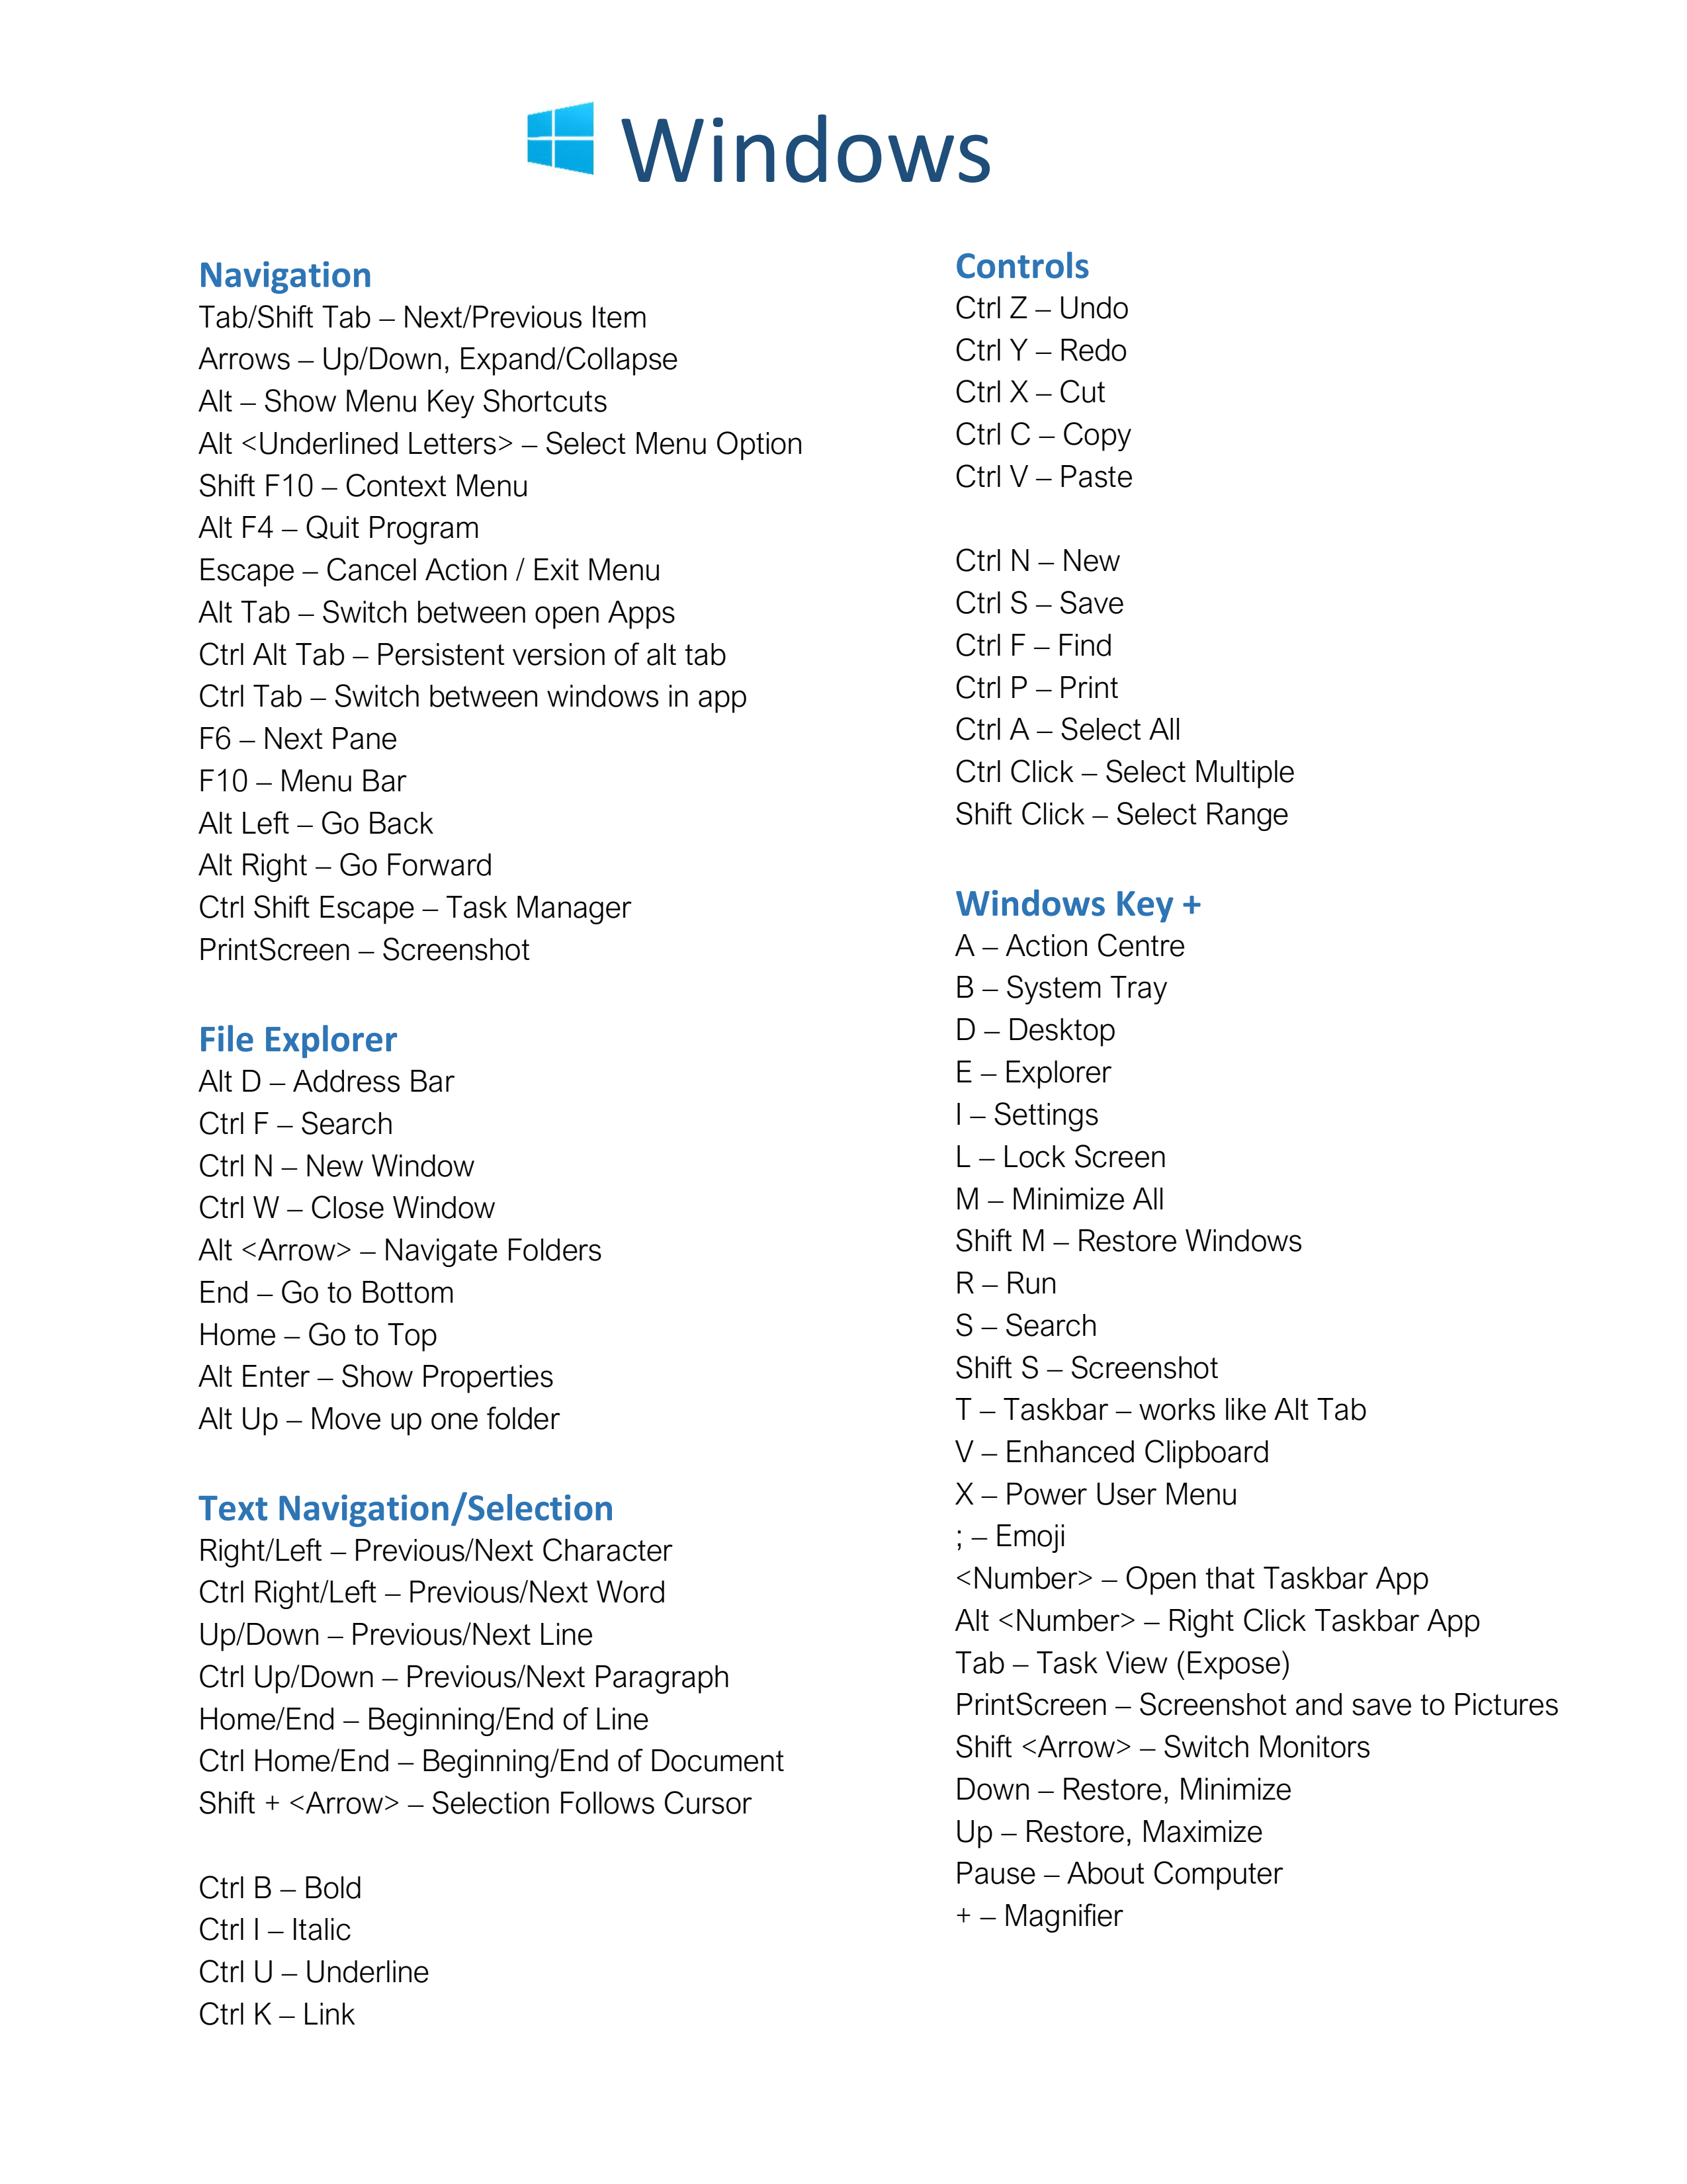 Windows
Navigation
Tab/Shift Tab – Next/Previous Item
Arrows – Up/Down, Expand/Collapse
Alt – Show Menu Key Shortcuts
Alt <Underlined Letters> – Select Menu Option
Shift F10 – Context Menu
Alt F4 – Quit Program
Escape – Cancel Action / Exit Menu
Alt Tab – Switch between open Apps
Ctrl Alt Tab – Persistent version of alt tab
Ctrl Tab – Switch between windows in app
F6 – Next Pane
F10 – Menu Bar
Alt Left – Go Back
Alt Right – Go Forward
Ctrl Shift Escape – Task Manager
PrintScreen – Screenshot
File Explorer
Alt D – Address Bar
Ctrl F – Search
Ctrl N – New Window
Ctrl W – Close Window
Alt <Arrow> – Navigate Folders
End – Go to Bottom
Home – Go to Top
Alt Enter – Show Properties
Alt Up – Move up one folder
Text Navigation/Selection
Right/Left – Previous/Next Character
Ctrl Right/Left – Previous/Next Word
Up/Down – Previous/Next Line
Ctrl Up/Down – Previous/Next Paragraph
Home/End – Beginning/End of Line
Ctrl Home/End – Beginning/End of Document
Shift + <Arrow> – Selection Follows Cursor
Ctrl B – Bold
Ctrl I – Italic
Ctrl U – Underline
Ctrl K – Link
Controls
Ctrl Z – Undo
Ctrl Y – Redo
Ctrl X – Cut
Ctrl C – Copy
Ctrl V – Paste
Ctrl N – New
Ctrl S – Save
Ctrl F – Find
Ctrl P – Print
Ctrl A – Select All
Ctrl Click – Select Multiple
Shift Click – Select Range
Windows Key +
A – Action Centre
B – System Tray
D – Desktop
E – Explorer
I – Settings
L – Lock Screen
M – Minimize All
Shift M – Restore Windows
R – Run
S – Search
Shift S – Screenshot
T – Taskbar – works like Alt Tab
V – Enhanced Clipboard
X – Power User Menu
; – Emoji
<Number> – Open that Taskbar App
Alt <Number> – Right Click Taskbar App
Tab – Task View (Expose)
PrintScreen – Screenshot and save to Pictures
Shift <Arrow> – Switch Monitors
Down – Restore, Minimize
Up – Restore, Maximize
Pause – About Computer
+ – Magnifier